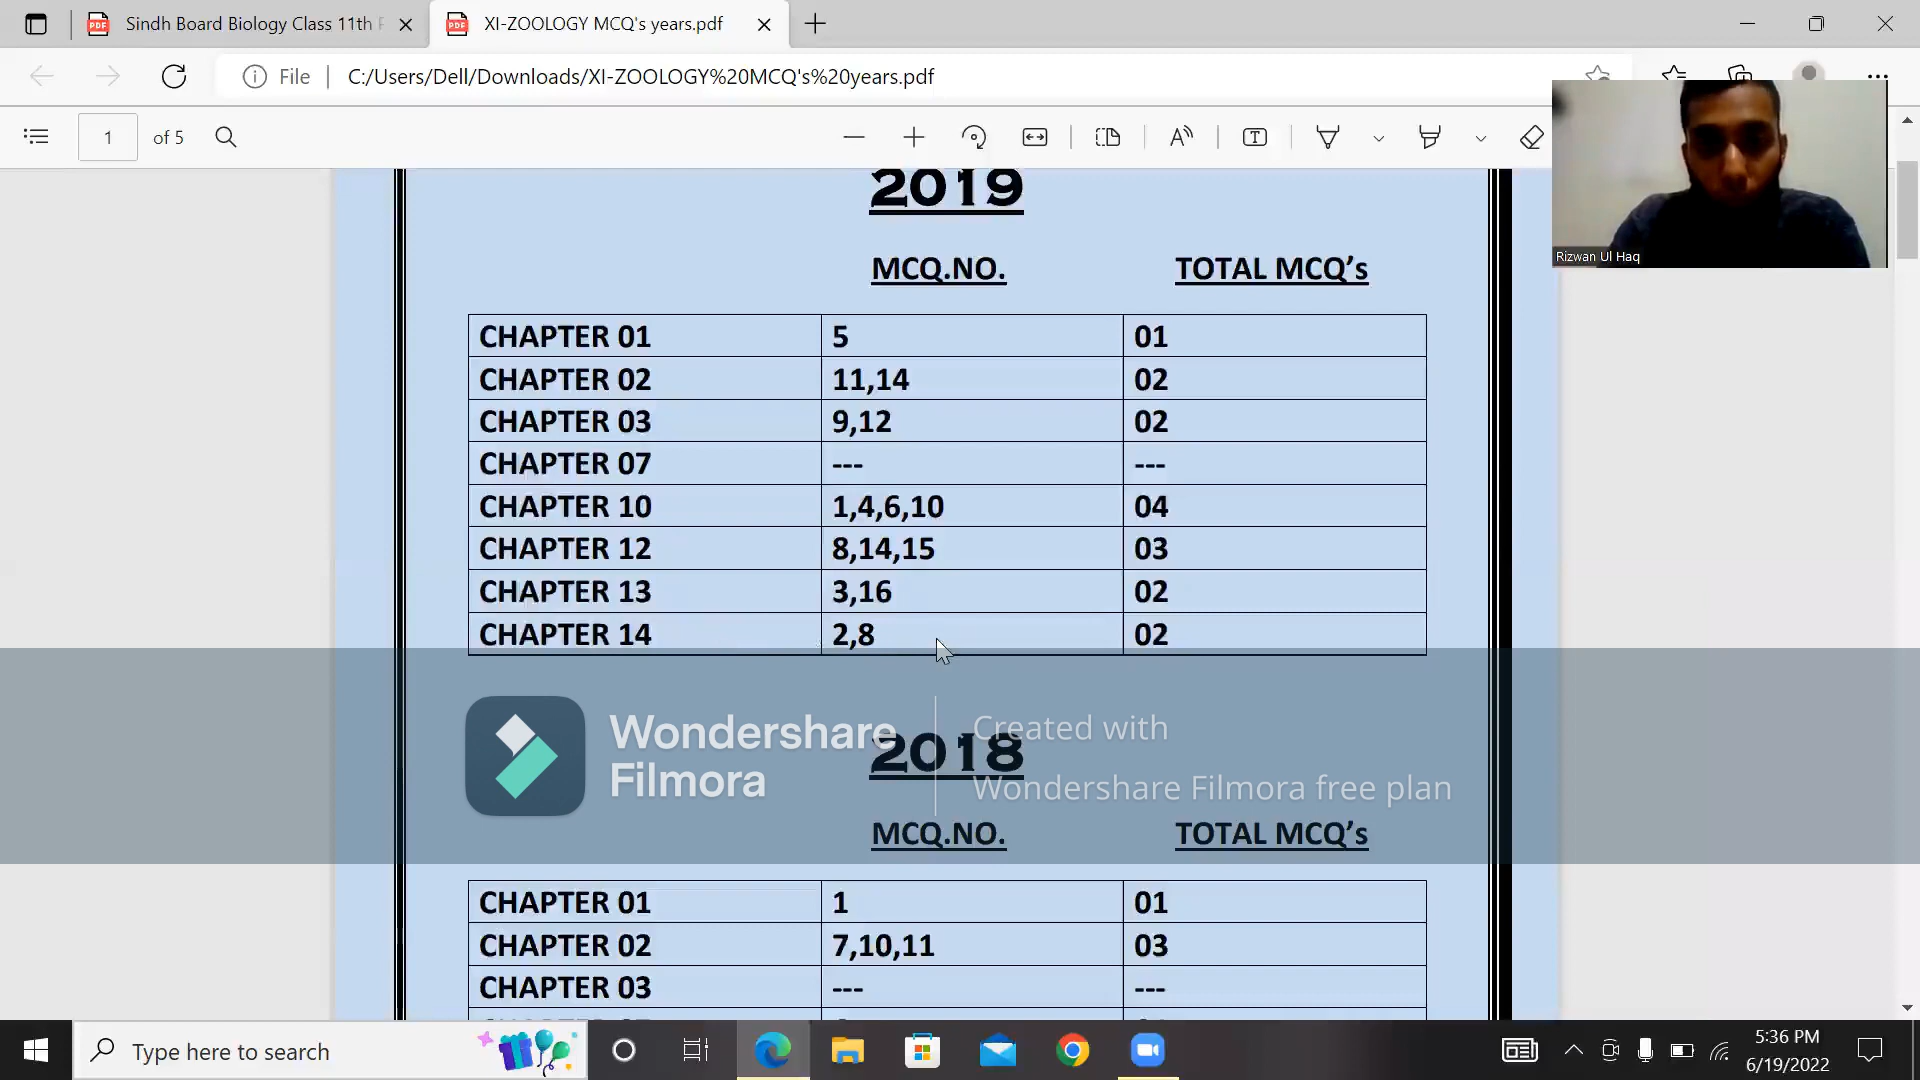 Sindh Board Biology Class 11th
XI-ZOOLOGY MCQ's years.pdf
File
C:/Users/Dell/Downloads/XI-ZOOLOGY%20MCQ's%20years.pdf
1 of 5
Rizwan Ul Haq
2019
MCQ.NO. TOTAL MCQ’s
CHAPTER 01 5 01
CHAPTER 02 11,14 02
CHAPTER 03 9,12 02
CHAPTER 07 --- ---
CHAPTER 10 1,4,6,10 04
CHAPTER 12 8,14,15 03
CHAPTER 13 3,16 02
CHAPTER 14 2,8 02
Wondershare
Filmora
Created with
Wondershare Filmora free plan
2018
MCQ.NO. TOTAL MCQ’s
CHAPTER 01 1 01
CHAPTER 02 7,10,11 03
CHAPTER 03 --- ---
Type here to search
5:36 PM
6/19/2022